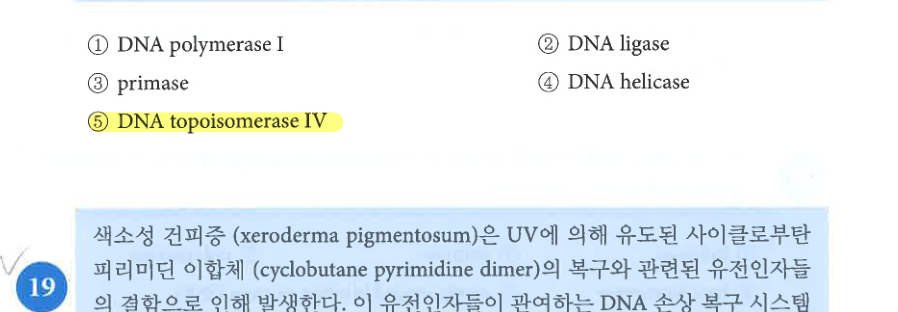 ① DNA polymerase I
② DNA ligase
③ primase
④ DNA helicase
⑤ DNA topoisomerase IV
색소성 건피증 (xeroderma pigmentosum)은 UV에 의해 유도된 사이클로부탄
피리미딘 이합체 (cyclobutane pyrimidine dimer)의 복구와 관련된 유전인자들
19
의 결함으로 인해 발생한다. 이 유전인자들이 관여하는 DNA 손상 복구 시스템